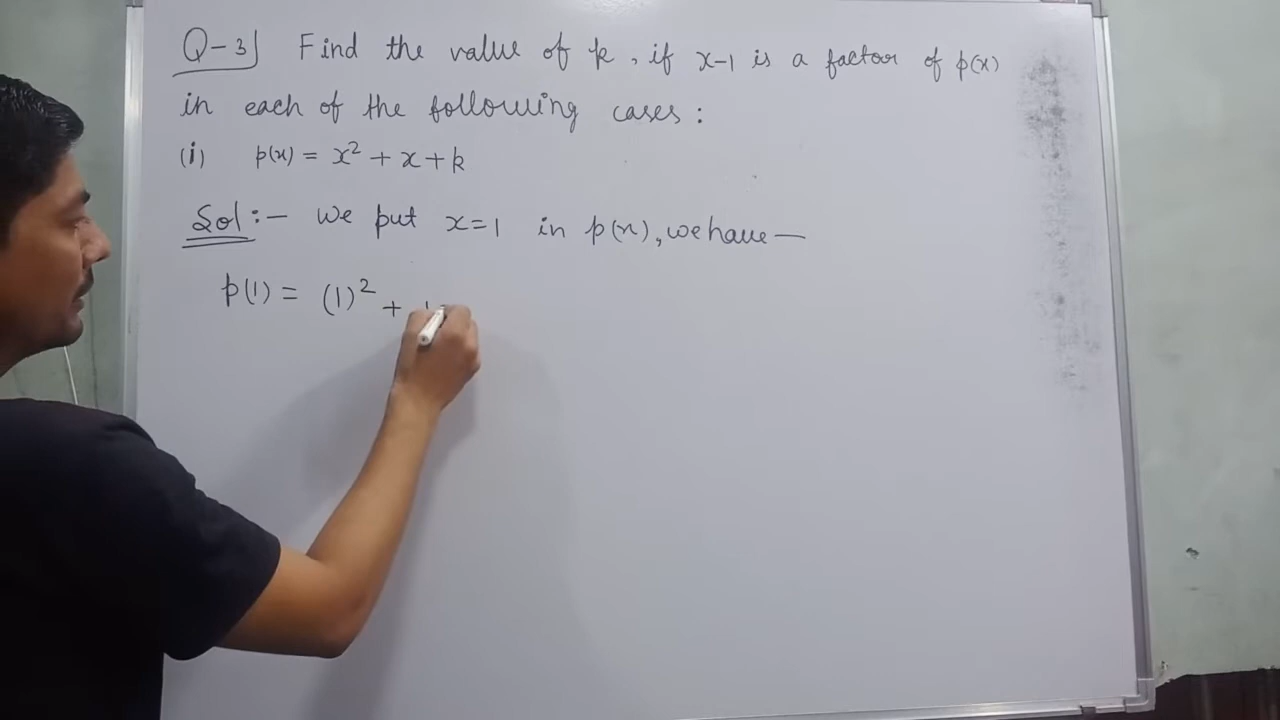 Q-3) Find the value of k, if x-1 is a factor of p(x)
in each of the following cases:
(i) p(x) = x² + x + k
Sol:- We put x=1 in p(x), we have —
p(1) = (1)² +